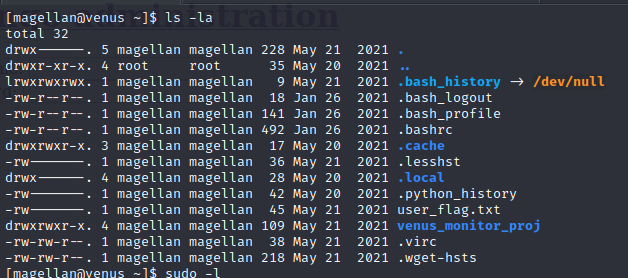 [magellan@venus ~]$ ls -la
total 32
drwx------. 5 magellan magellan 228 May 21  2021 .
drwxr-xr-x. 4 root     root      35 May 20  2021 ..
lrwxrwxrwx. 1 magellan magellan   9 May 21  2021 .bash_history -> /dev/null
-rw-r--r--. 1 magellan magellan  18 Jan 26  2021 .bash_logout
-rw-r--r--. 1 magellan magellan 141 Jan 26  2021 .bash_profile
-rw-r--r--. 1 magellan magellan 492 Jan 26  2021 .bashrc
drwxrwxr-x. 3 magellan magellan  17 May 20  2021 .cache
-rw-------. 1 magellan magellan  36 May 21  2021 .lesshst
drwx------. 4 magellan magellan  28 May 20  2021 .local
-rw-------. 1 magellan magellan  42 May 20  2021 .python_history
-rw-------. 1 magellan magellan  45 May 21  2021 user_flag.txt
drwxrwxr-x. 4 magellan magellan 109 May 21  2021 venus_monitor_proj
-rw-rw-r--. 1 magellan magellan  38 May 21  2021 .virc
-rw-rw-r--. 1 magellan magellan 218 May 21  2021 .wget-hsts
[magellan@venus ~]$ sudo -l